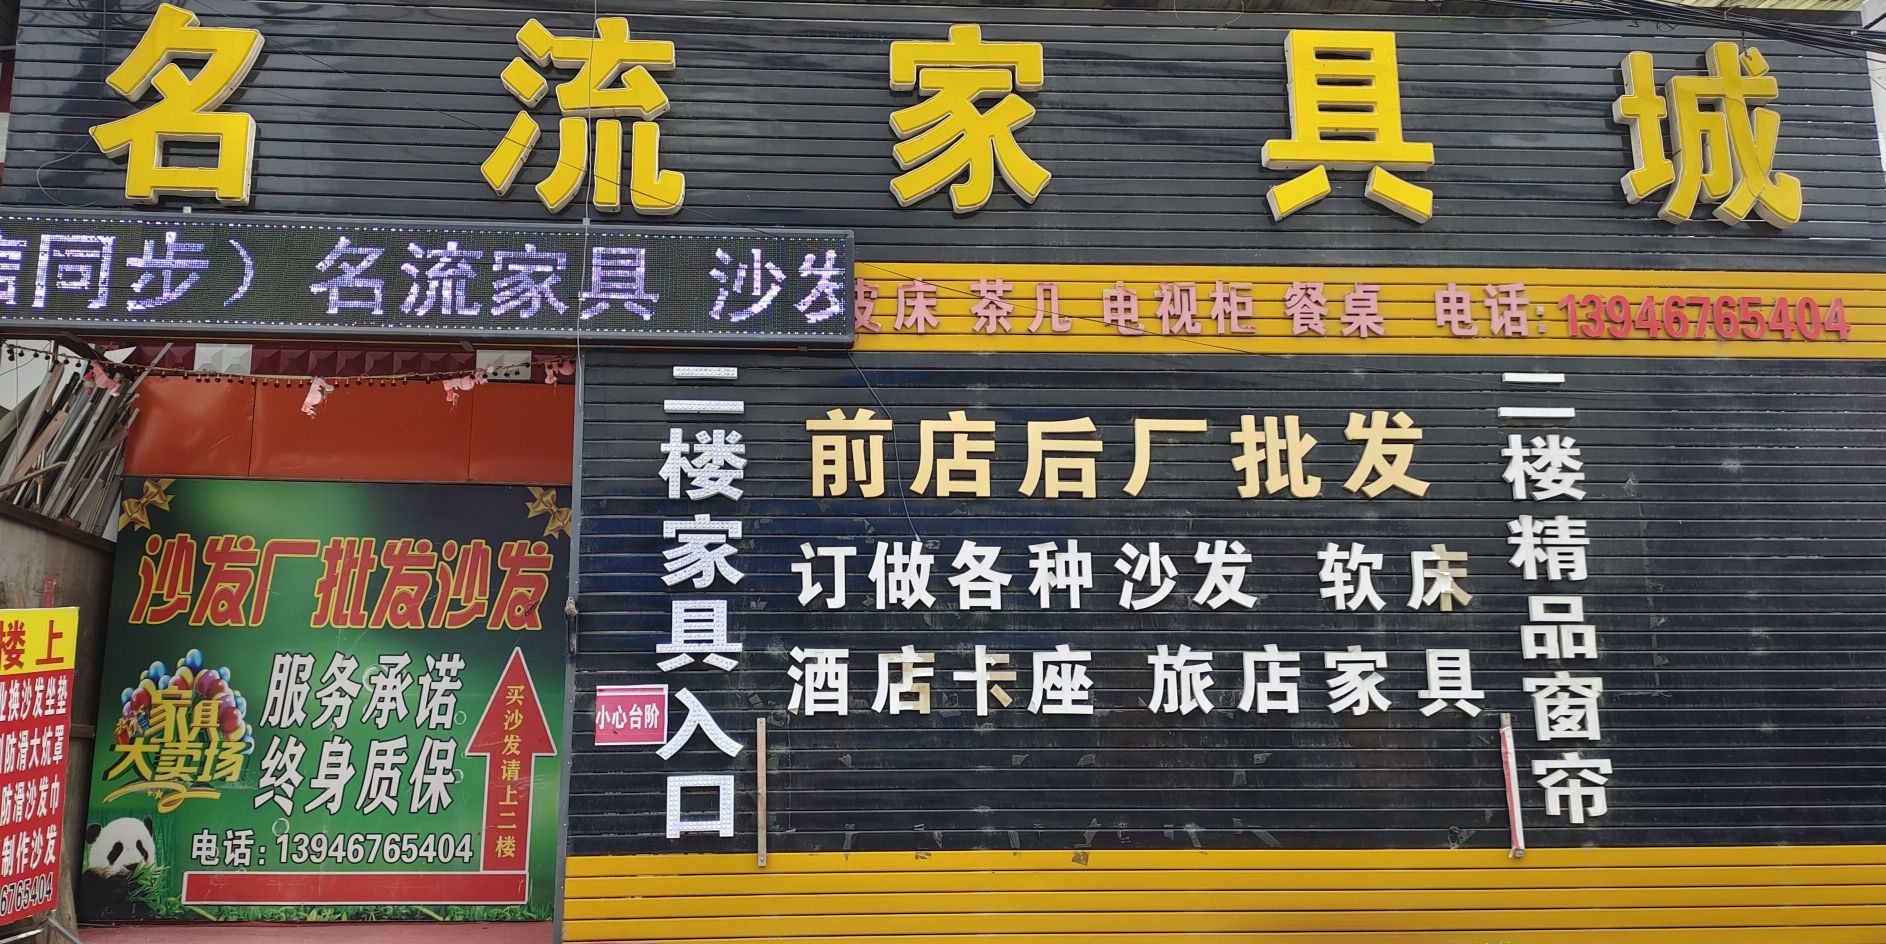 名流家具城
同步） 名流家具 沙发
皮床 茶几 电视柜 餐桌 电话:13946765404
二楼家具入口
前店后厂批发
订做各种沙发 软床
酒店卡座 旅店家具
二楼精品窗帘
小心台阶
沙发厂批发沙发
服务承诺
终身质保
家具
大卖场
买沙发请上二楼
电话:13946765404
楼上
换沙发坐垫
防滑大炕罩
防滑沙发巾
制作沙发
6765404